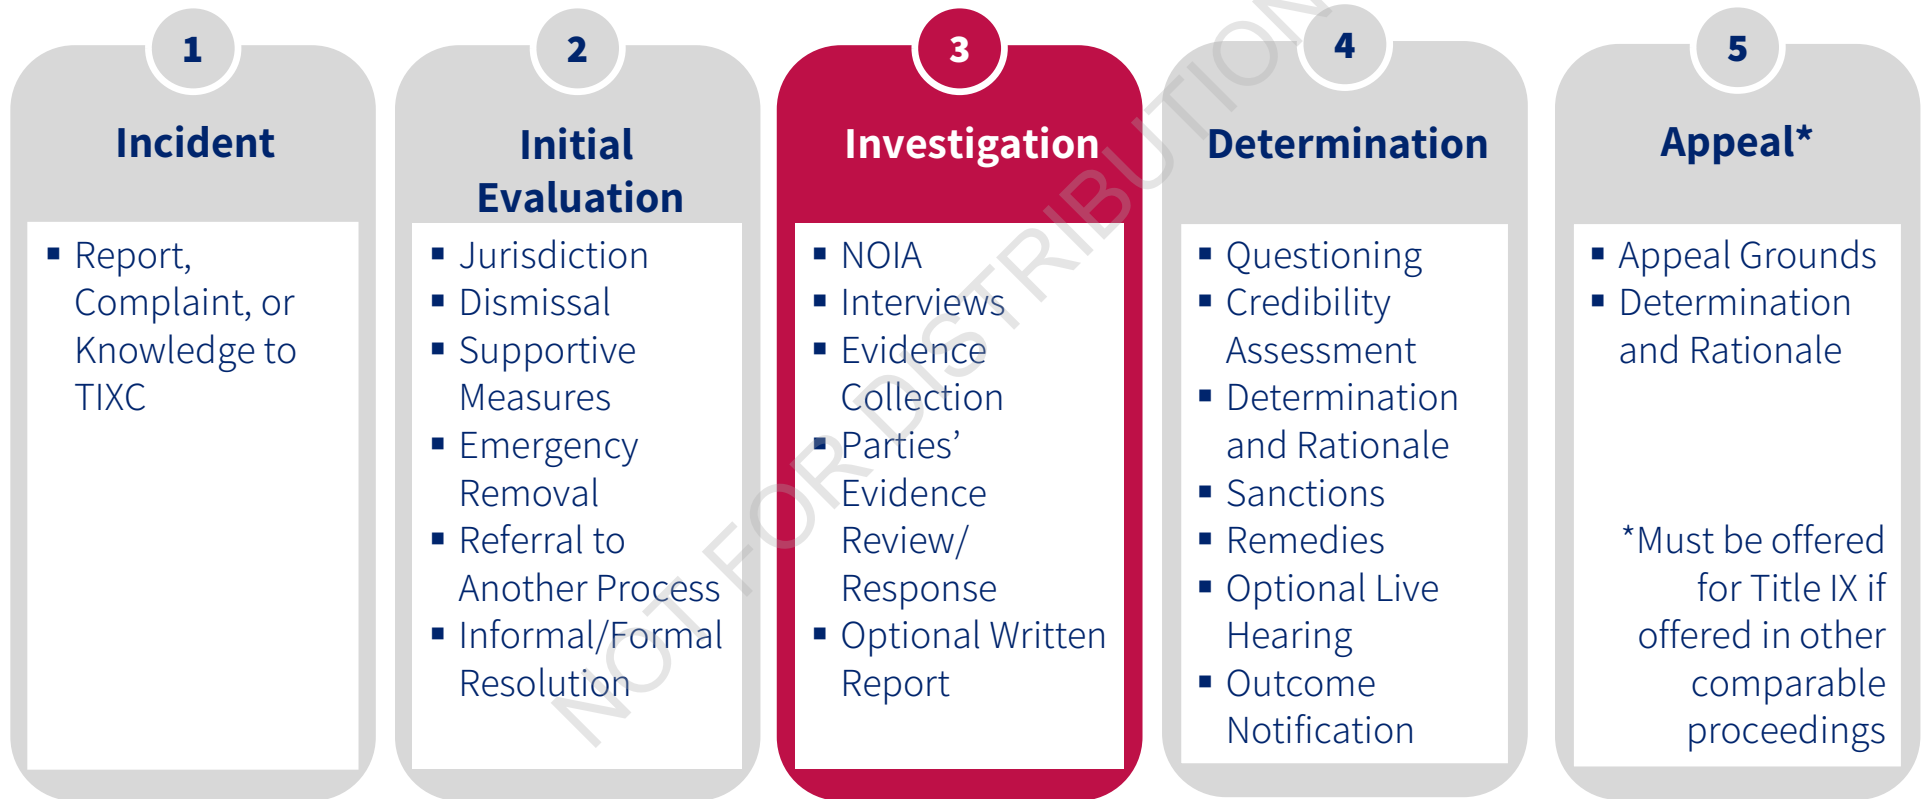 1
Incident
▪ Report,
Complaint, or
Knowledge to
TIXC
2
Initial
Evaluation
▪ Jurisdiction
▪ Dismissal
▪ Supportive
Measures
▪ Emergency
Removal
▪ Referral to
Another Process
▪ Informal/Formal
Resolution
3
Investigation
▪ NOIA
▪ Interviews
▪ Evidence
Collection
▪ Parties’
Evidence
Review/
Response
▪ Optional Written
Report
4
Determination
▪ Questioning
▪ Credibility
Assessment
▪ Determination
and Rationale
▪ Sanctions
▪ Remedies
▪ Optional Live
Hearing
▪ Outcome
Notification
5
Appeal*
▪ Appeal Grounds
▪ Determination
and Rationale
*Must be offered
for Title IX if
offered in other
comparable
proceedings
NOT FOR DISTRIBUTION